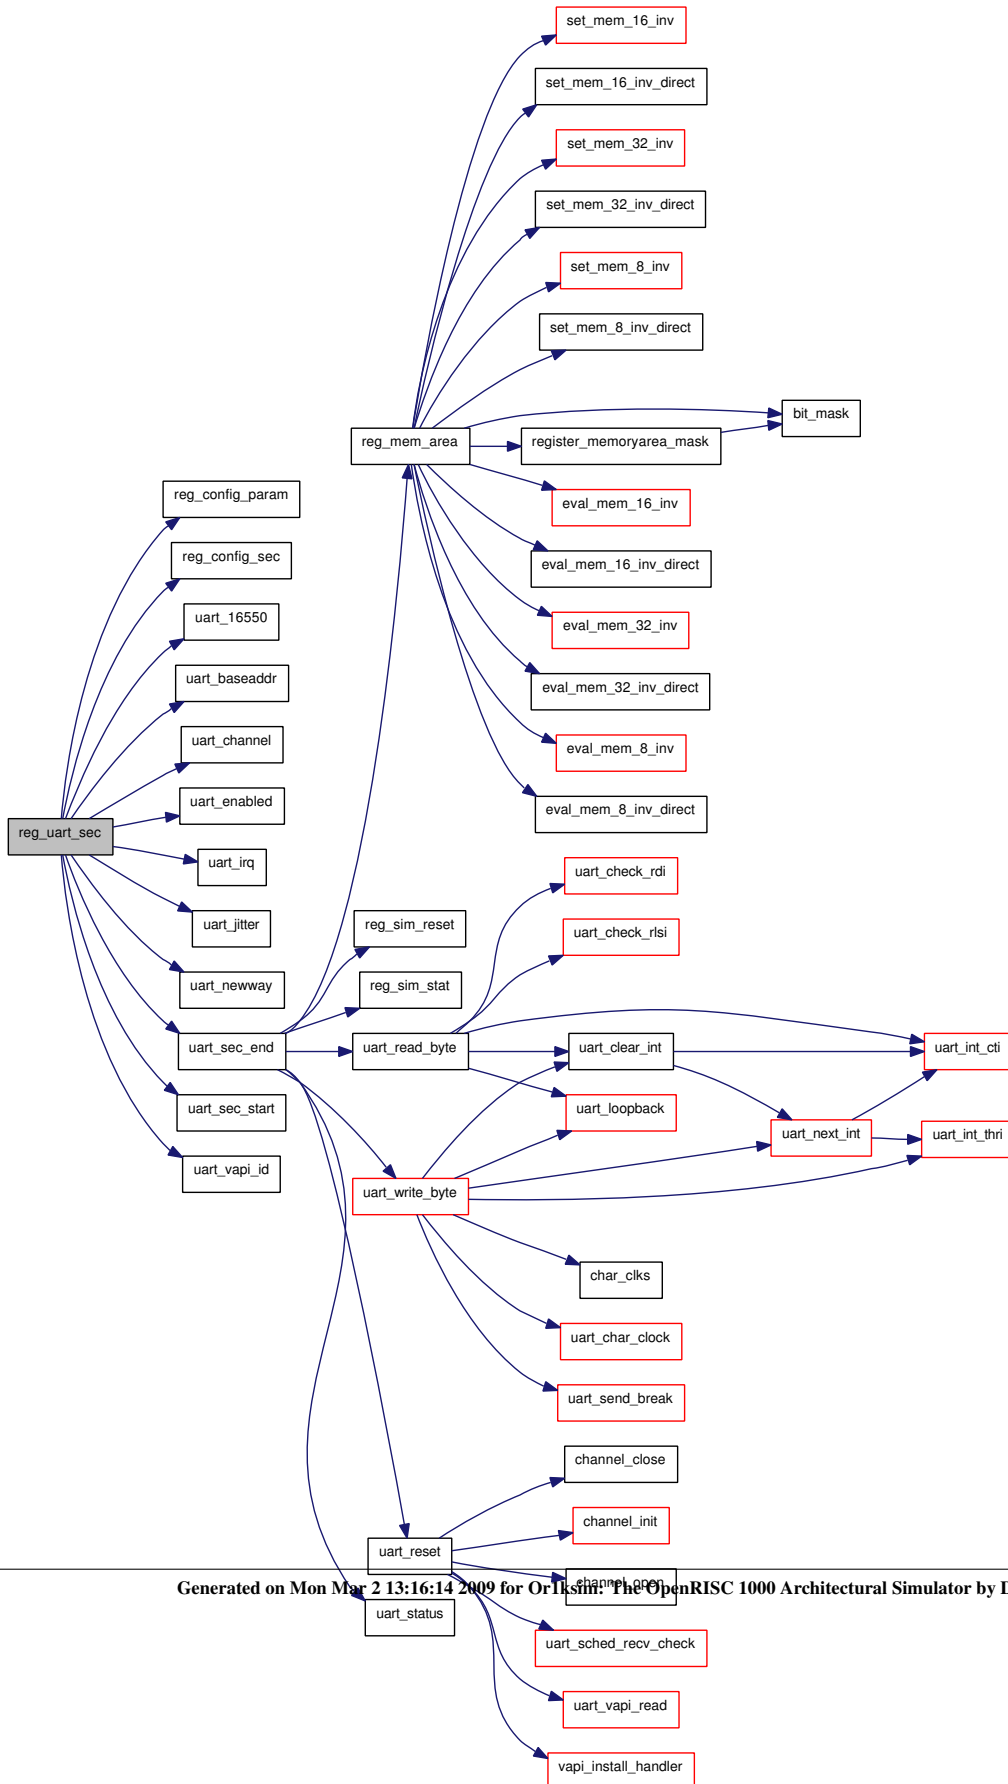 set_mem_16_inv
set_mem_16_inv_direct
set_mem_32_inv
set_mem_32_inv_direct
set_mem_8_inv
set_mem_8_inv_direct
bit_mask
reg_mem_area
register_memoryarea_mask
reg_config_param
eval_mem_16_inv
reg_config_sec
eval_mem_16_inv_direct
uart_16550
eval_mem_32_inv
uart_baseaddr
eval_mem_32_inv_direct
uart_channel
eval_mem_8_inv
uart_enabled
eval_mem_8_inv_direct
reg_uart_sec
uart_irq
uart_check_rdi
uart_jitter
reg_sim_reset
uart_check_rlsi
uart_newway
reg_sim_stat
uart_sec_end
uart_read_byte
uart_clear_int
uart_int_cti
uart_sec_start
uart_loopback
uart_next_int
uart_int_thri
uart_vapi_id
uart_write_byte
char_clks
uart_char_clock
uart_send_break
channel_close
channel_init
uart_reset
channel_open
Generated on Mon Mar 2 13:16:14 2009 for Or1ksim: The OpenRISC 1000 Architectural Simulator by D
uart_status
uart_sched_recv_check
uart_vapi_read
vapi_install_handler